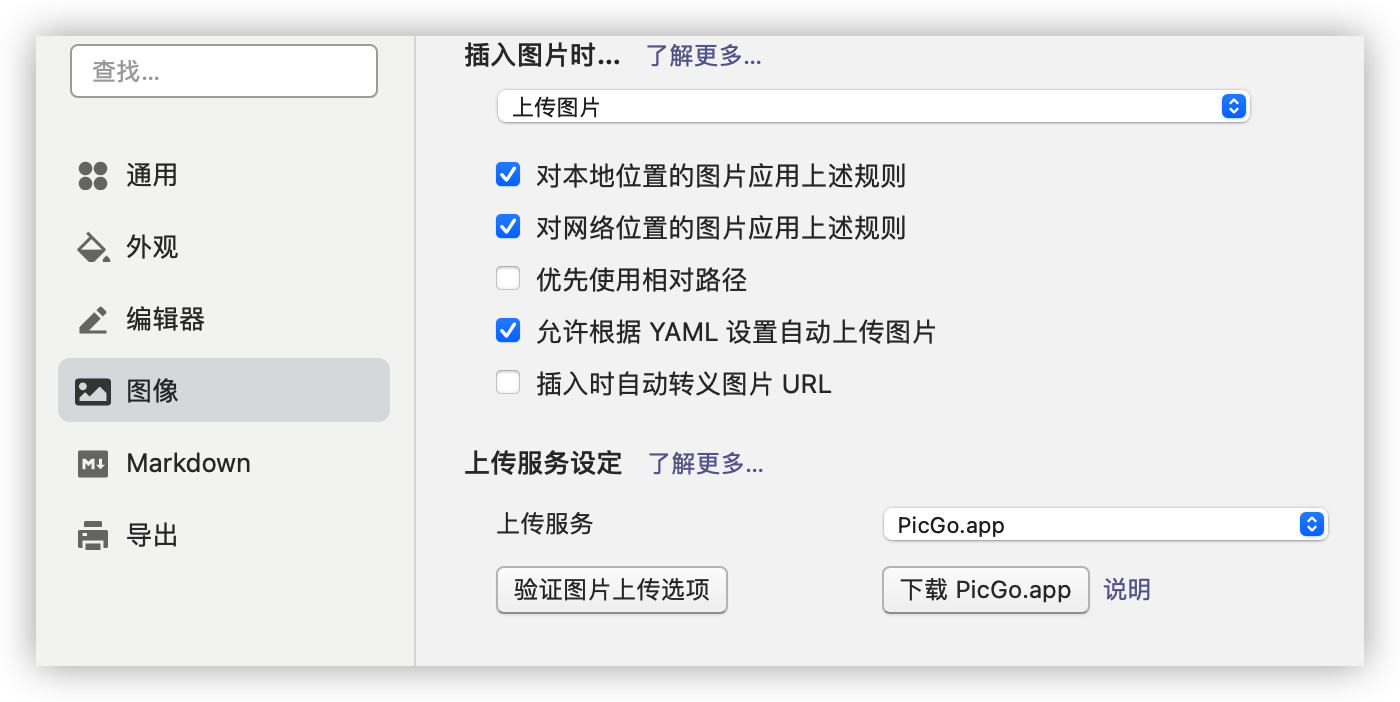 查找...
通用
外观
编辑器
图像
M↓
Markdown
导出
插入图片时... 了解更多...
上传图片
对本地位置的图片应用上述规则
对网络位置的图片应用上述规则
优先使用相对路径
允许根据 YAML 设置自动上传图片
插入时自动转义图片 URL
上传服务设定 了解更多...
上传服务 PicGo.app
验证图片上传选项 下载 PicGo.app 说明